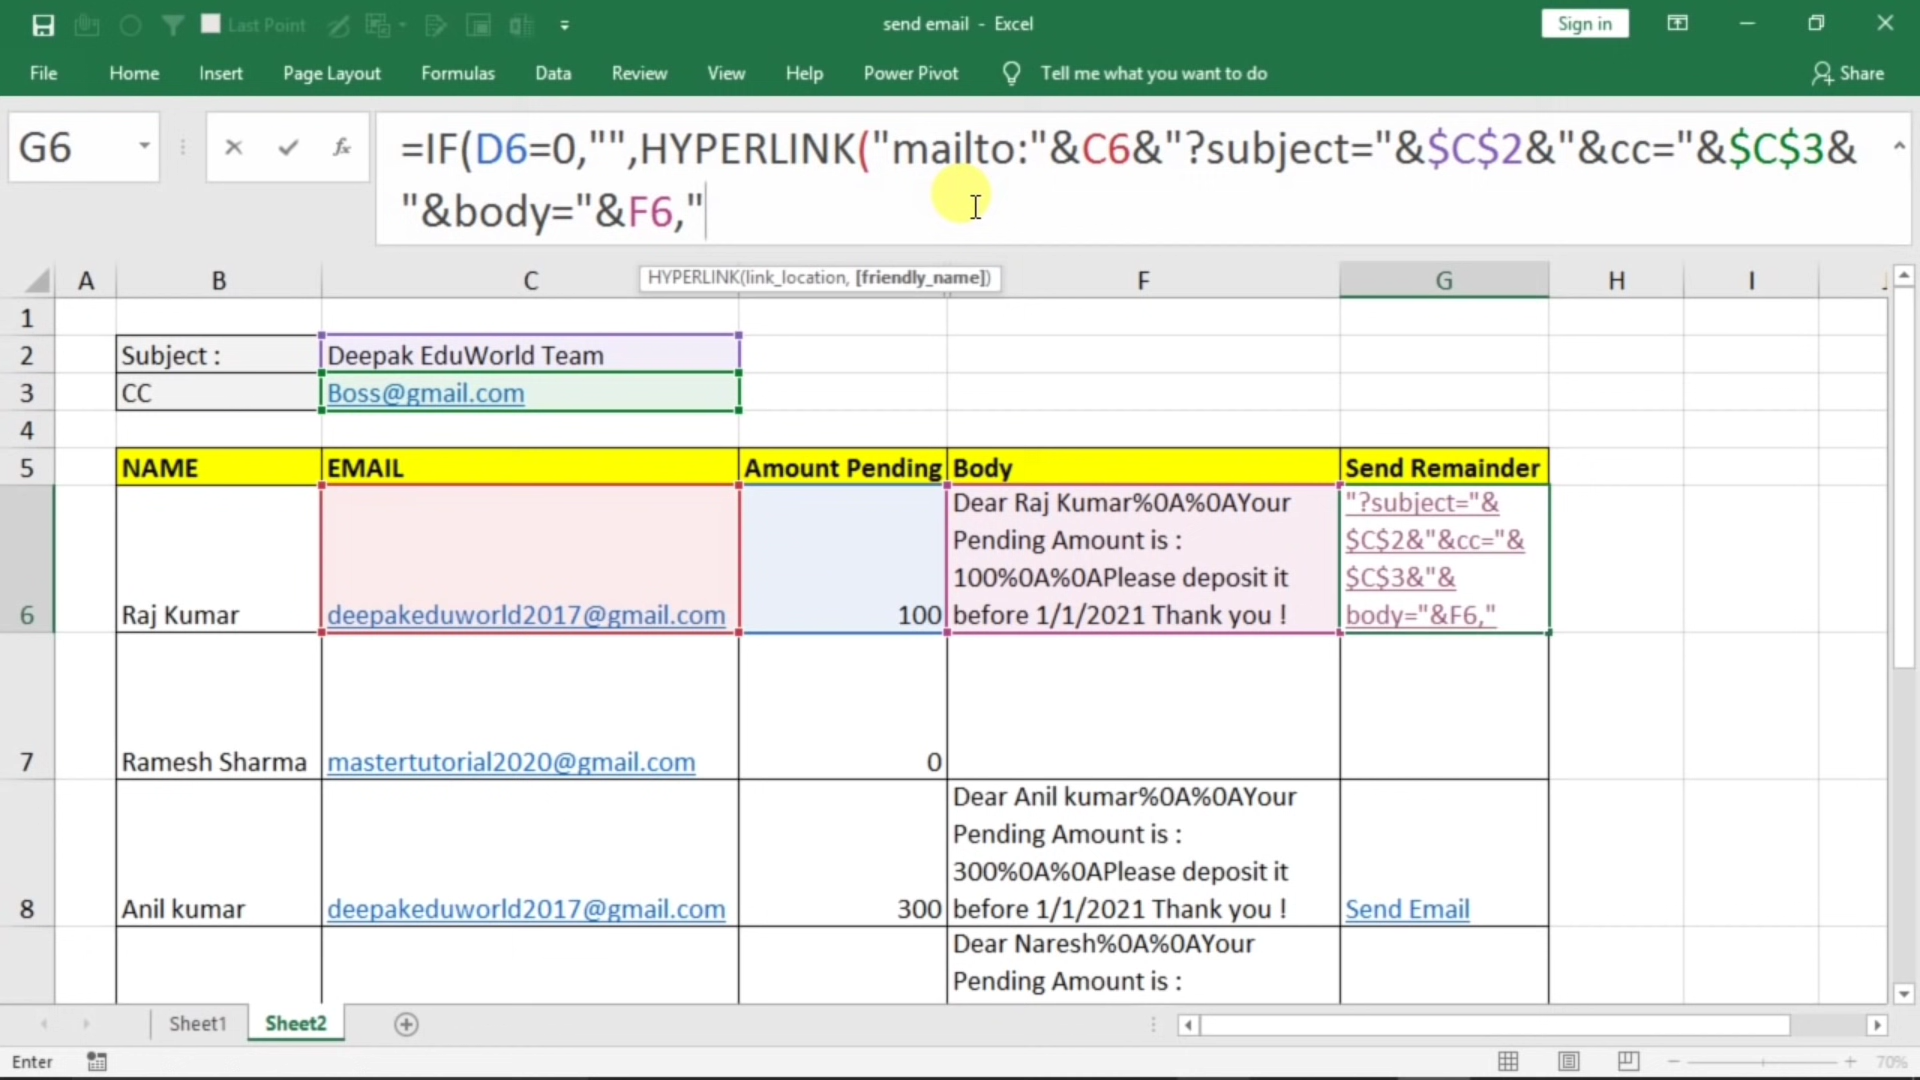 Last Point
send email - Excel
Sign in
File Home Insert Page Layout Formulas Data Review View Help Power Pivot Tell me what you want to do Share
G6
fx
=IF(D6=0,"",HYPERLINK("mailto:"&C6&"?subject="&$C$2&"&cc="&$C$3&
"&body="&F6,"
HYPERLINK(link_location, [friendly_name])
A B C F G H I
1
2 Subject : Deepak EduWorld Team
3 CC Boss@gmail.com
4
5 NAME EMAIL Amount Pending Body Send Remainder
Dear Raj Kumar%0A%0AYour "?subject="&
Pending Amount is : $C$2&"&cc="&
100%0A%0APlease deposit it $C$3&"&
6 Raj Kumar deepakeduworld2017@gmail.com 100 before 1/1/2021 Thank you ! body="&F6,"
7 Ramesh Sharma mastertutorial2020@gmail.com 0
Dear Anil kumar%0A%0AYour
Pending Amount is :
300%0A%0APlease deposit it
8 Anil kumar deepakeduworld2017@gmail.com 300 before 1/1/2021 Thank you ! Send Email
Dear Naresh%0A%0AYour
Pending Amount is :
Sheet1 Sheet2
Enter
70%